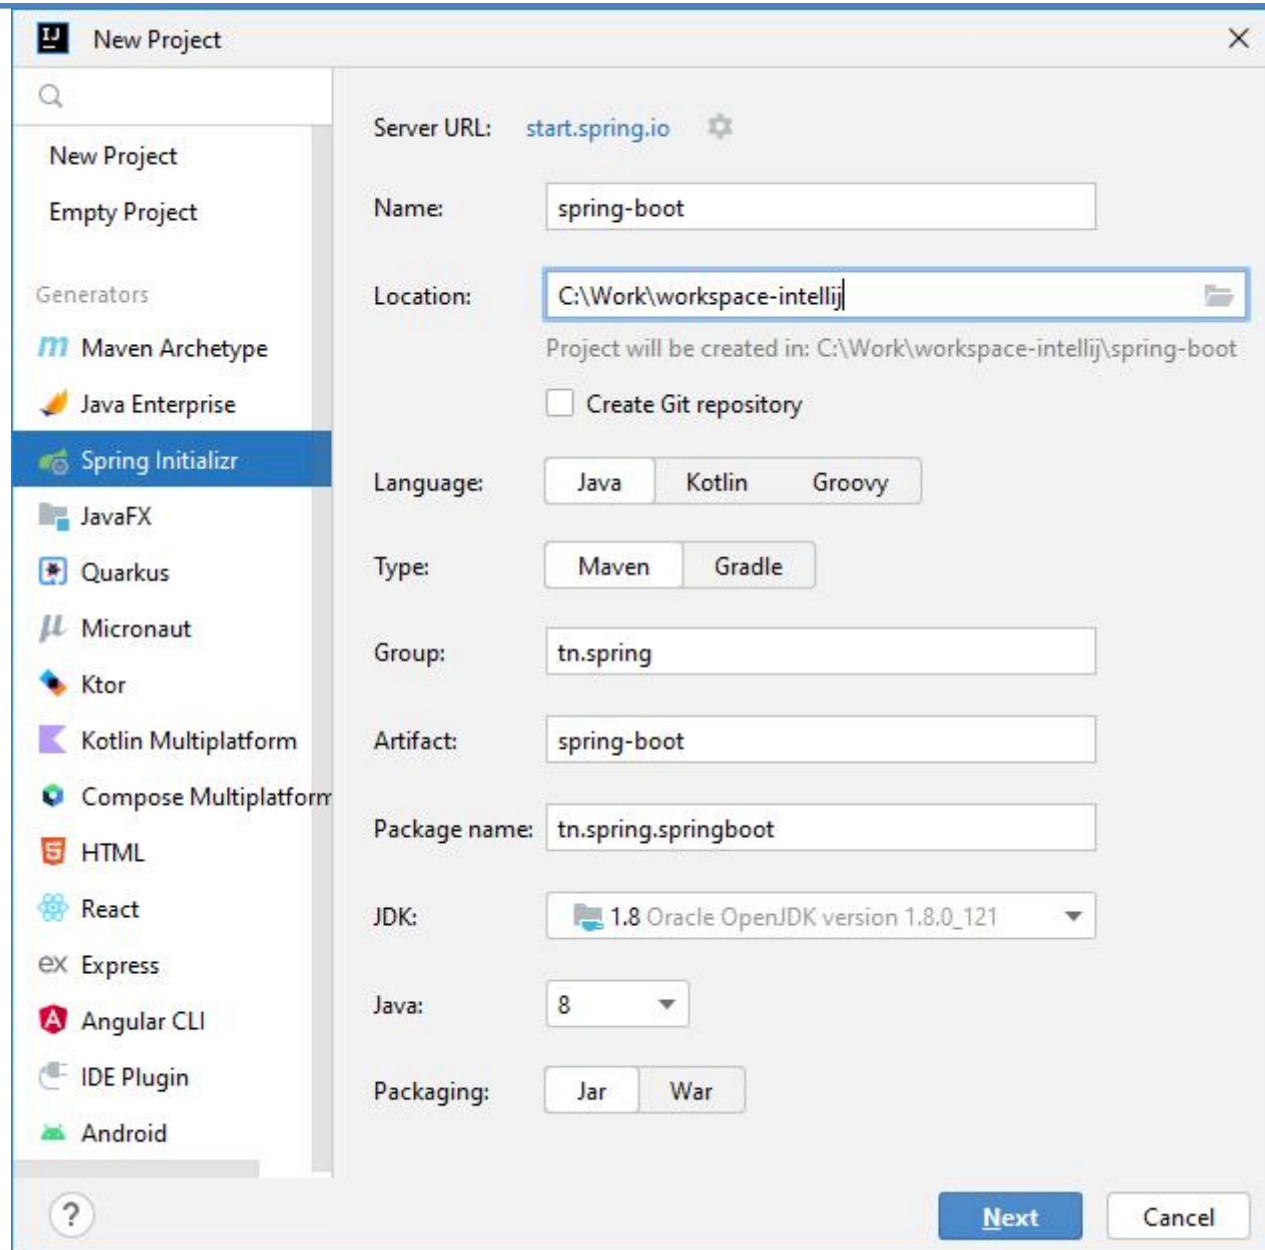 IJ New Project
New Project
Empty Project
Generators
m Maven Archetype
Java Enterprise
Spring Initializr
JavaFX
Quarkus
μ Micronaut
Ktor
Kotlin Multiplatform
Compose Multiplatform
5 HTML
React
ex Express
A Angular CLI
IDE Plugin
Android
Server URL: start.spring.io
Name: spring-boot
Location: C:\Work\workspace-intellij
Project will be created in: C:\Work\workspace-intellij\spring-boot
Create Git repository
Language: Java Kotlin Groovy
Type: Maven Gradle
Group: tn.spring
Artifact: spring-boot
Package name: tn.spring.springboot
JDK: 1.8 Oracle OpenJDK version 1.8.0_121
Java: 8
Packaging: Jar War
? Next Cancel